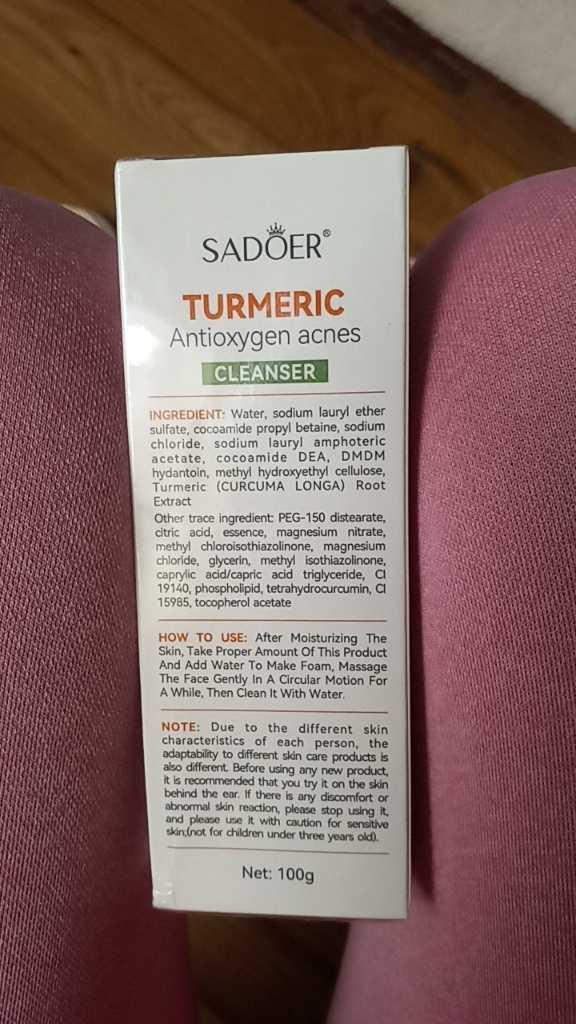 SADOER®
TURMERIC
Antioxygen acnes
CLEANSER
INGREDIENT: Water, sodium lauryl ether
sulfate, cocoamide propyl betaine, sodium
chloride, sodium lauryl amphoteric
acetate, cocoamide DEA, DMDM
hydantoin, methyl hydroxyethyl cellulose,
Turmeric (CURCUMA LONGA) Root
Extract
Other trace ingredient: PEG-150 distearate,
citric acid, essence, magnesium nitrate,
methyl chloroisothiazolinone, magnesium
chloride, glycerin, methyl isothiazolinone,
caprylic acid/capric acid triglyceride, CI
19140, phospholipid, tetrahydrocurcumin, CI
15985, tocopherol acetate
HOW TO USE: After Moisturizing The
Skin, Take Proper Amount Of This Product
And Add Water To Make Foam, Massage
The Face Gently In A Circular Motion For
A While, Then Clean It With Water.
NOTE: Due to the different skin
characteristics of each person, the
adaptability to different skin care products is
also different. Before using any new product,
it is recommended that you try it on the skin
behind the ear. If there is any discomfort or
abnormal skin reaction, please stop using it,
and please use it with caution for sensitive
skin;(not for children under three years old).
Net: 100g